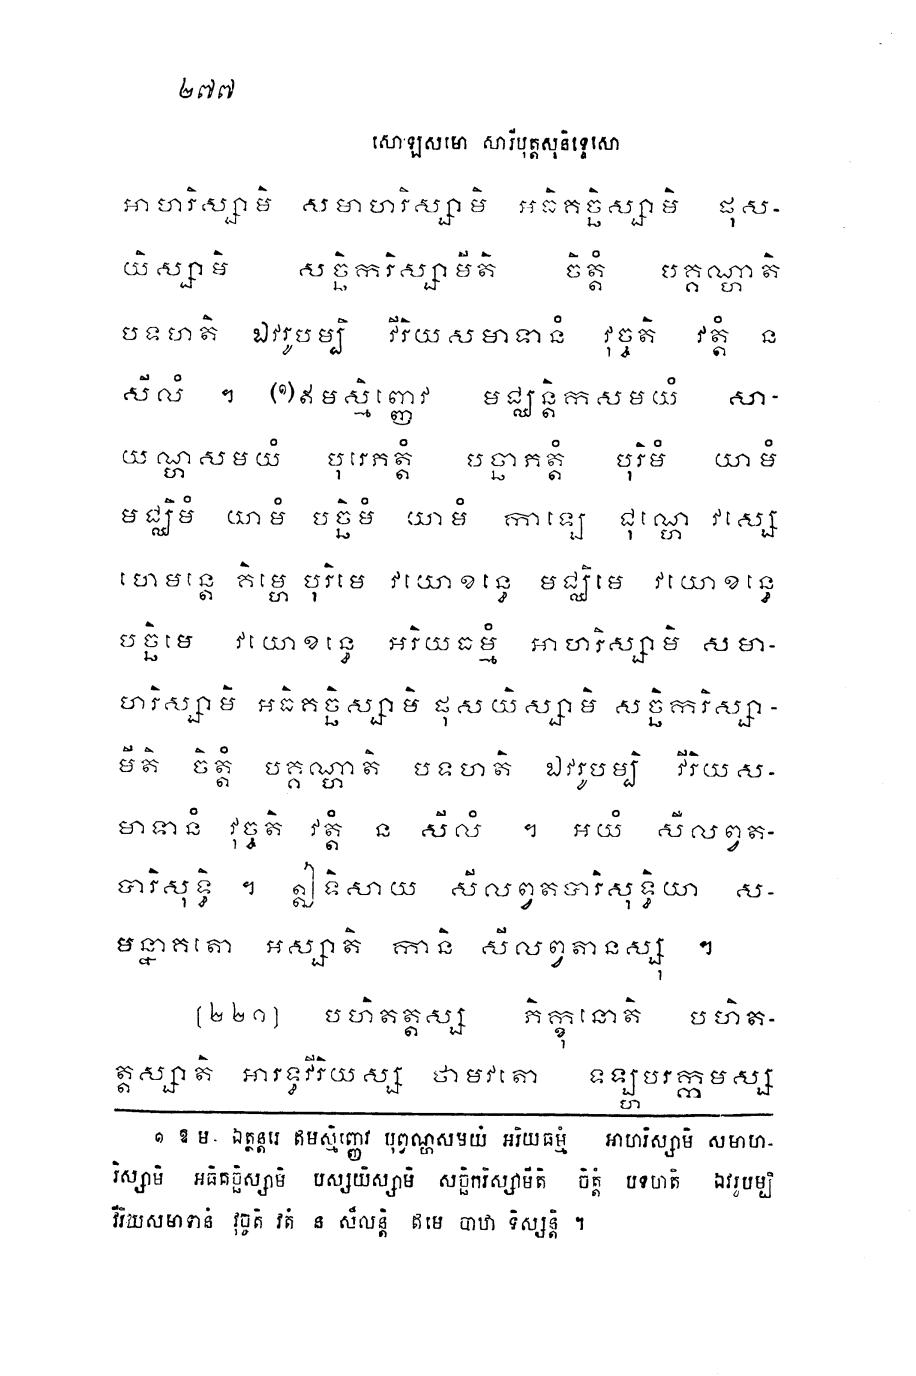 ២៧៧
សោឡសមោ សារីបុត្តសុនិទ្ទេសោ
អាហរិស្សាមិ សមាហរិស្សាមិ អធិគច្ឆិស្សាមិ ផុស-
យិស្សាមិ សច្ឆិករិស្សាមីតិ ចិត្តំ បគ្គណ្ហាតិ
បទហតិ ឯវរូបម្បិ វីរិយសមាទានំ វុច្ចតិ វត្តំ ន
សីលំ ។ (១)ឥមស្មិញ្ញេវ មជ្ឈន្តិកសមយំ សា-
យណ្ហសមយំ បុរេភត្តំ បច្ឆាភត្តំ បុរិមំ យាមំ
មជ្ឈិមំ យាមំ បច្ឆិមំ យាមំ កាឡេ ជុណ្ហេ វស្សេ
ហេមន្តេ គិម្ហេ បុរិមេ វយោខន្ធេ មជ្ឈិមេ វយោខន្ធេ
បច្ឆិមេ វយោខន្ធេ អរិយធម្មំ អាហរិស្សាមិ សមា-
ហរិស្សាមិ អធិគច្ឆិស្សាមិ ផុសយិស្សាមិ សច្ឆិករិស្សា-
មីតិ ចិត្តំ បគ្គណ្ហាតិ បទហតិ ឯវរូបម្បិ វីរិយស-
មាទានំ វុច្ចតិ វត្តំ ន សីលំ ។ អយំ សីលព្វត-
បារិសុទ្ធិ ។ ឦទិសាយ សីលព្វតបារិសុទ្ធិយា ស-
មន្នាគតោ អស្សាតិ កានិ សីលព្វតានស្សុ ។
(២២១) បហិតត្តស្ស ភិក្ខុនោតិ បហិត-
ត្តស្សាតិ អារទ្ធវីរិយស្ស ថាមវតោ ទឡ្ហបរក្កមស្ស
១ ឱ ម. ឯត្ថន្តរេ ឥមស្មិញ្ញេវ បុព្វណ្ហសមយំ អរិយធម្មំ អាហរិស្សាមិ សមាហ-
រិស្សាមិ អធិគច្ឆិស្សាមិ បស្សយិស្សាមិ សច្ឆិករិស្សាមីតិ ចិត្តំ បទហតិ ឯវរូបម្បិ
វីរិយសមាទានំ វុច្ចតិ វតំ ន សីលន្តិ ឥមេ បាឋា ទិស្សន្តិ ។